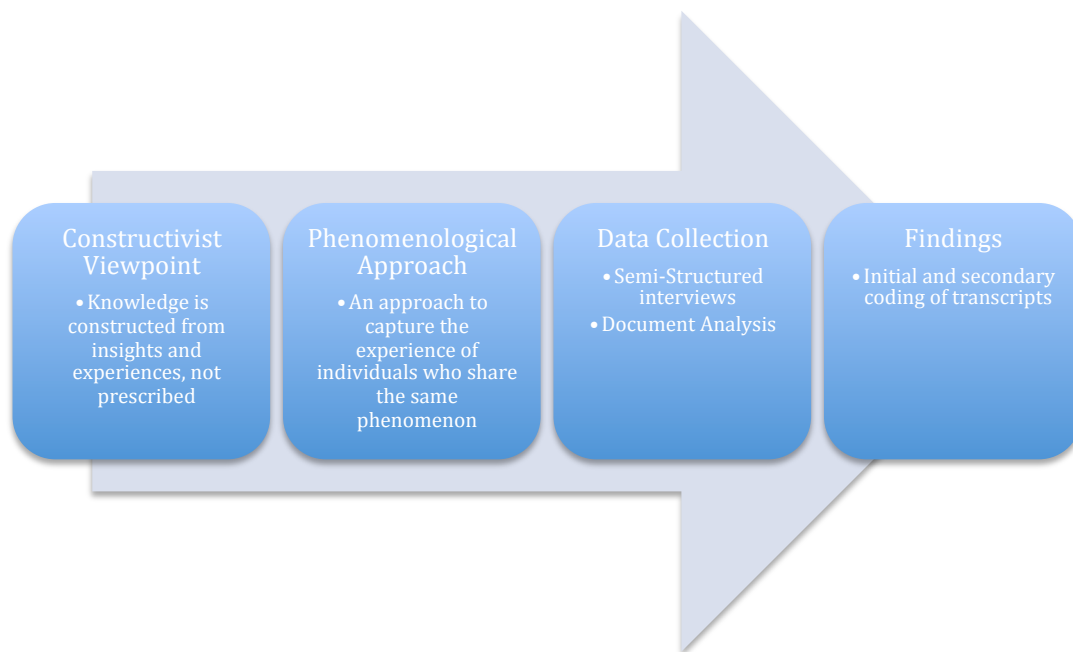 Constructivist
Viewpoint
• Knowledge is
constructed from
insights and
experiences, not
prescribed
Phenomenological
Approach
• An approach to
capture the
experience of
individuals who share
the same
phenomenon
Data Collection
• Semi-Structured
interviews
• Document Analysis
Findings
• Initial and secondary
coding of transcripts